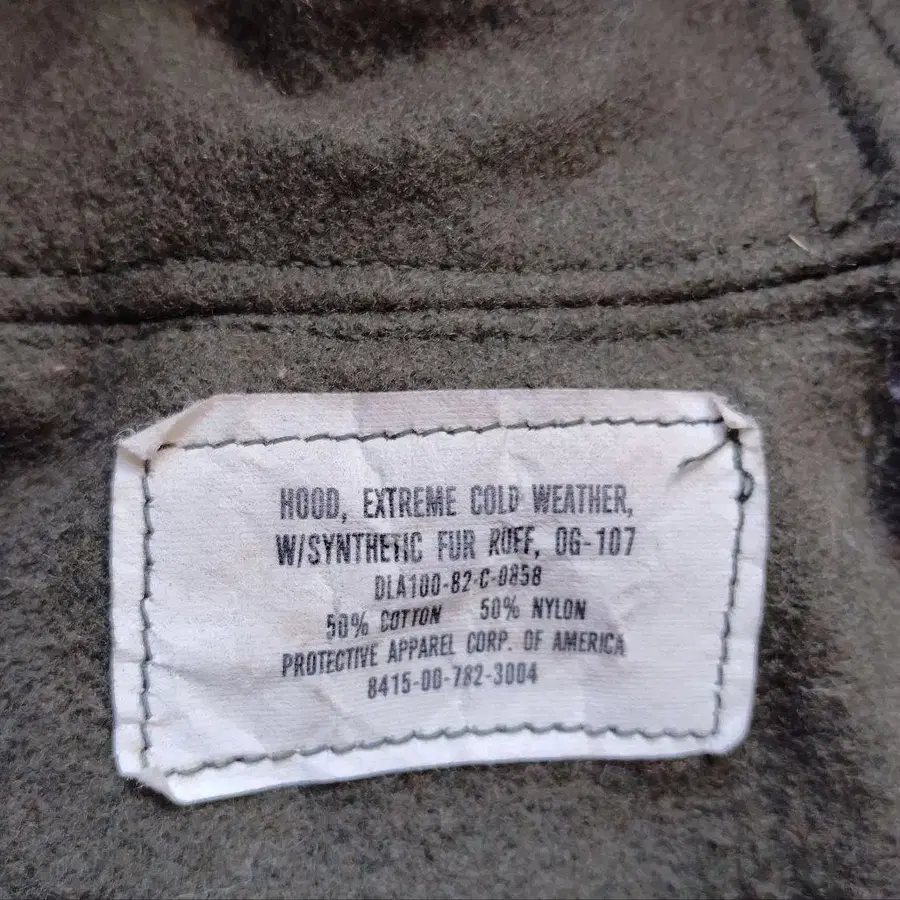 HOOD, EXTREME COLD WEATHER,
W/SYNTHETIC FUR RUFF, OG-107
DLA100-82-C-0858
50% COTTON 50% NYLON
PROTECTIVE APPAREL CORP. OF AMERICA
8415-00-782-3004